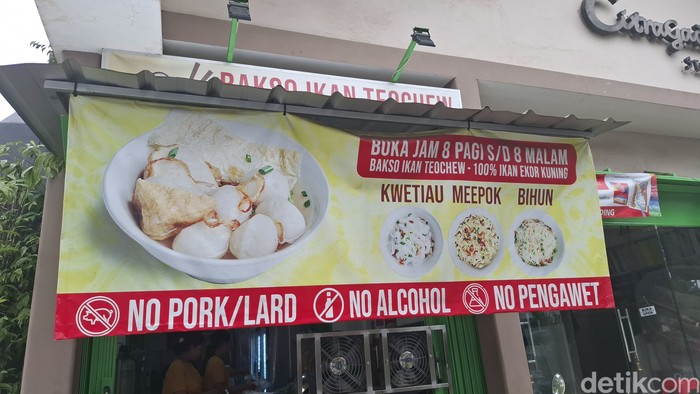 BAKSO IKAN TEOCHEW
BUKA JAM 8 PAGI S/D 8 MALAM
BAKSO IKAN TEOCHEW - 100% IKAN EKOR KUNING
KWETIAU MEEPOK BIHUN
NO PORK/LARD NO ALCOHOL NO PENGAWET
detikcom